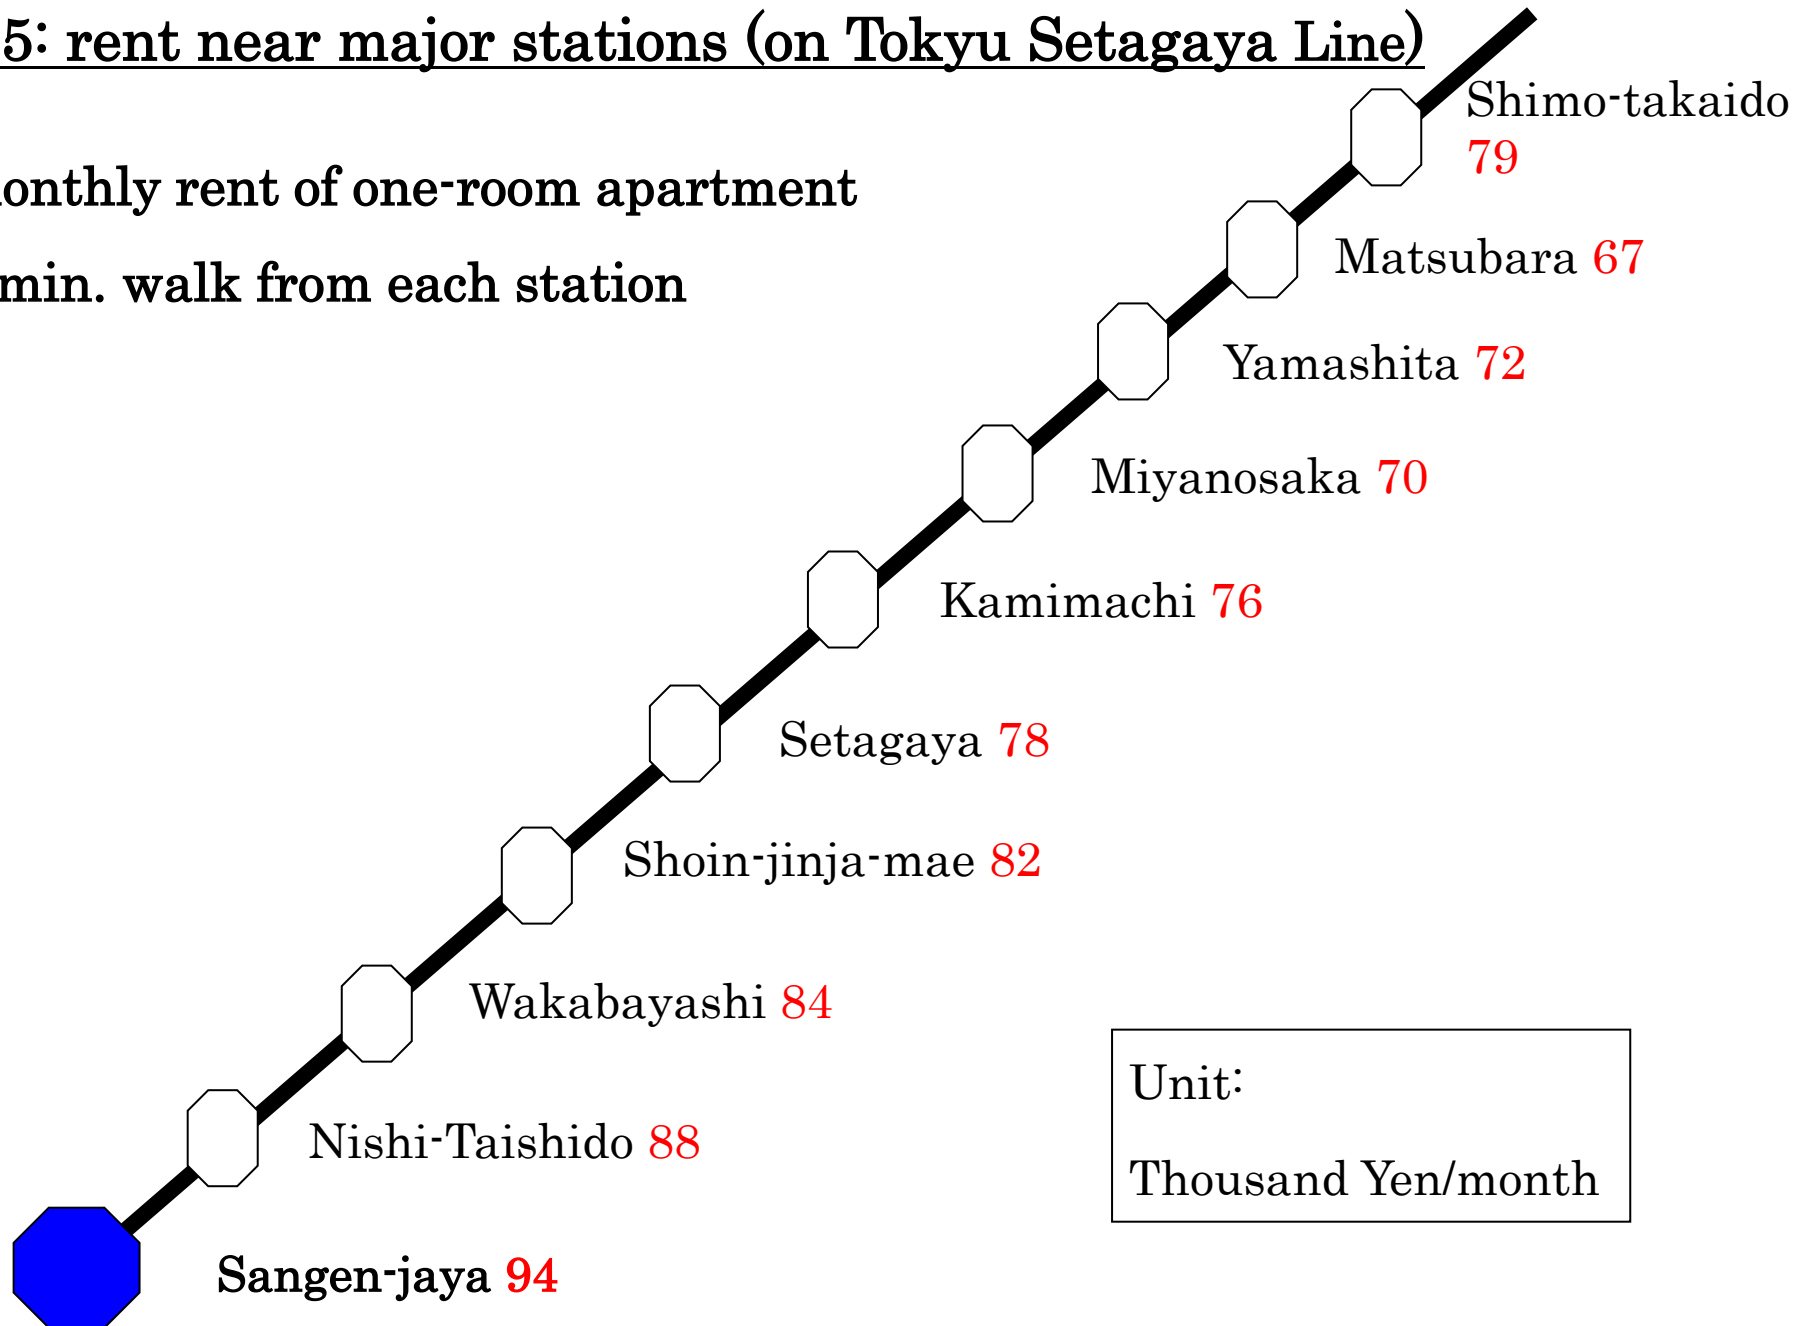 5: rent near major stations (on Tokyu Setagaya Line)
Shimo-takaido
79
onthly rent of one-room apartment
Matsubara 67
min. walk from each station
Yamashita 72
Miyanosaka 70
Kamimachi 76
Setagaya 78
Shoin-jinja-mae 82
Wakabayashi 84
Nishi-Taishido 88
Sangen-jaya 94
Unit:
Thousand Yen/month